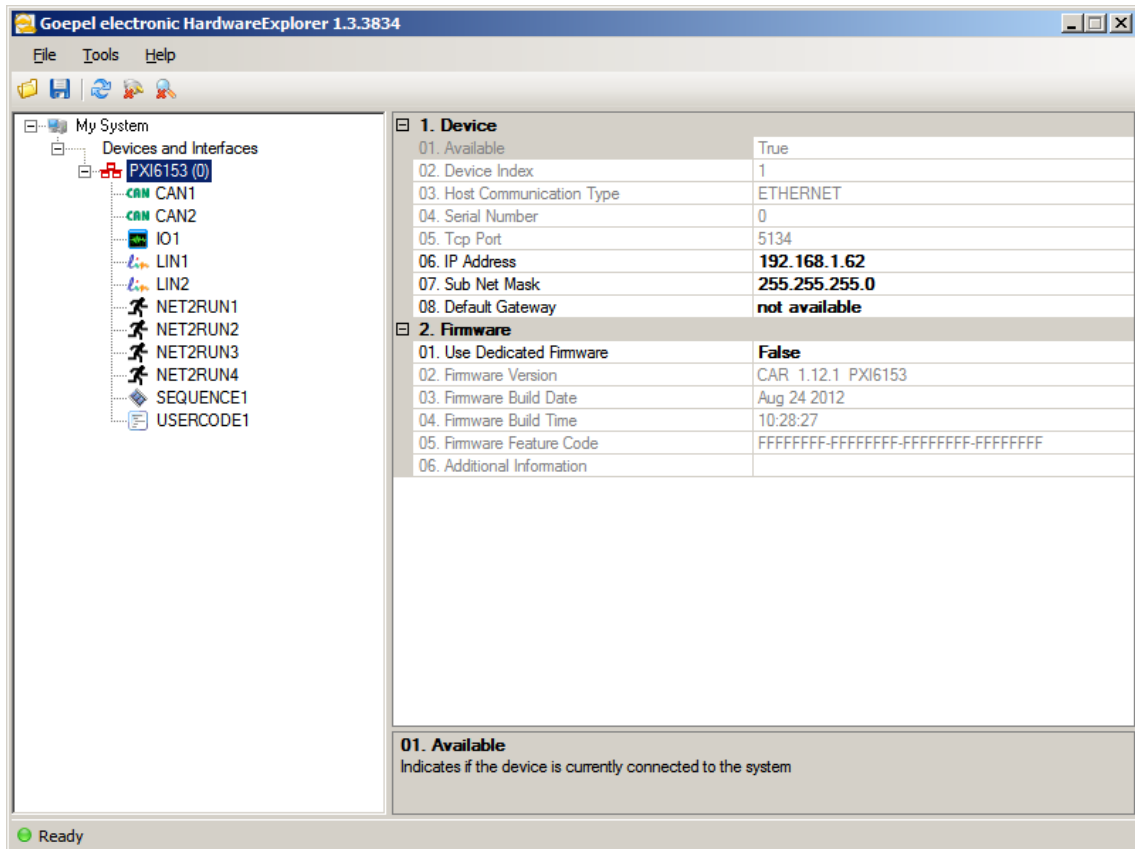 Goepel electronic HardwareExplorer 1.3.3834
File Tools Help
My System
Devices and Interfaces
PXI6153 (0)
CAN CAN1
CAN CAN2
IO1
Lin LIN1
Lin LIN2
NET2RUN1
NET2RUN2
NET2RUN3
NET2RUN4
SEQUENCE1
USERCODE1
1. Device
01. Available True
02. Device Index 1
03. Host Communication Type ETHERNET
04. Serial Number 0
05. Tcp Port 5134
06. IP Address 192.168.1.62
07. Sub Net Mask 255.255.255.0
08. Default Gateway not available
2. Firmware
01. Use Dedicated Firmware False
02. Firmware Version CAR 1.12.1 PXI6153
03. Firmware Build Date Aug 24 2012
04. Firmware Build Time 10:28:27
05. Firmware Feature Code FFFFFFFF-FFFFFFFF-FFFFFFFF-FFFFFFFF
06. Additional Information
01. Available
Indicates if the device is currently connected to the system
Ready